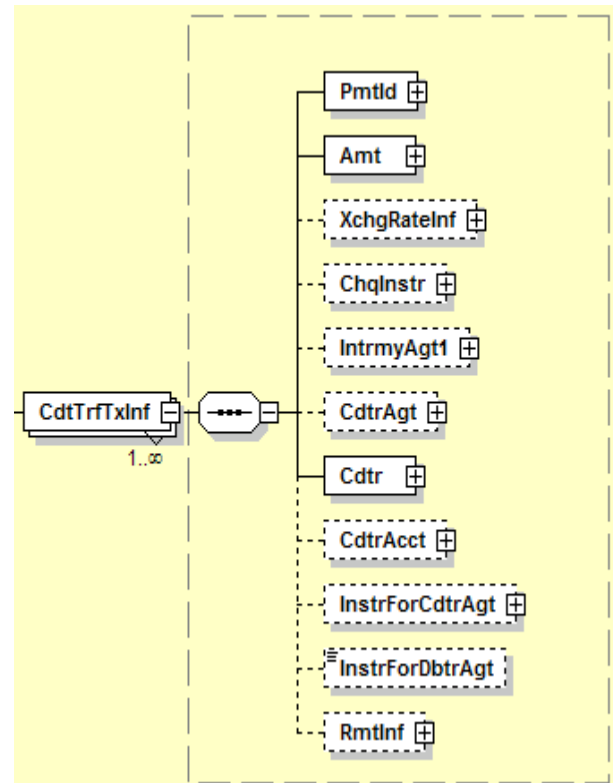 PmtId
Amt
XchgRateInf
ChqInstr
IntrmyAgt1
CdtrAgt
CdtTrfTxInf
1..∞
Cdtr
CdtrAcct
InstrForCdtrAgt
InstrForDbtrAgt
RmtInf